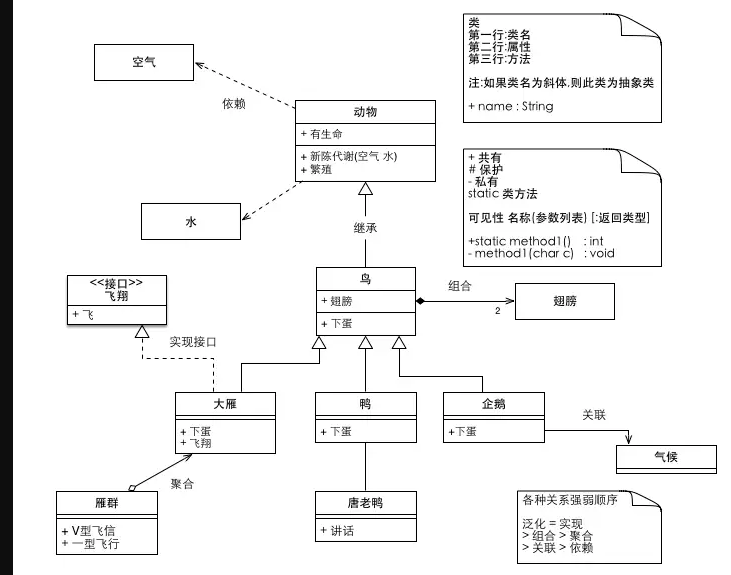 类
第一行:类名
第二行:属性
第三行:方法
注:如果类名为斜体,则此类为抽象类
+ name : String
空气
依赖
动物
+ 有生命
+ 新陈代谢(空气 水)
+ 繁殖
+ 共有
# 保护
- 私有
static 类方法
可见性 名称(参数列表) [:返回类型]
+static method1() : int
- method1(char c) : void
水
继承
<<接口>>
飞翔
+ 飞
鸟
+ 翅膀
+ 下蛋
组合
2
翅膀
实现接口
大雁
+ 下蛋
+ 飞翔
鸭
+ 下蛋
企鹅
+下蛋
关联
气候
聚合
雁群
+ V型飞信
+ 一型飞行
唐老鸭
+ 讲话
各种关系强弱顺序
泛化 = 实现
> 组合 > 聚合
> 关联 > 依赖